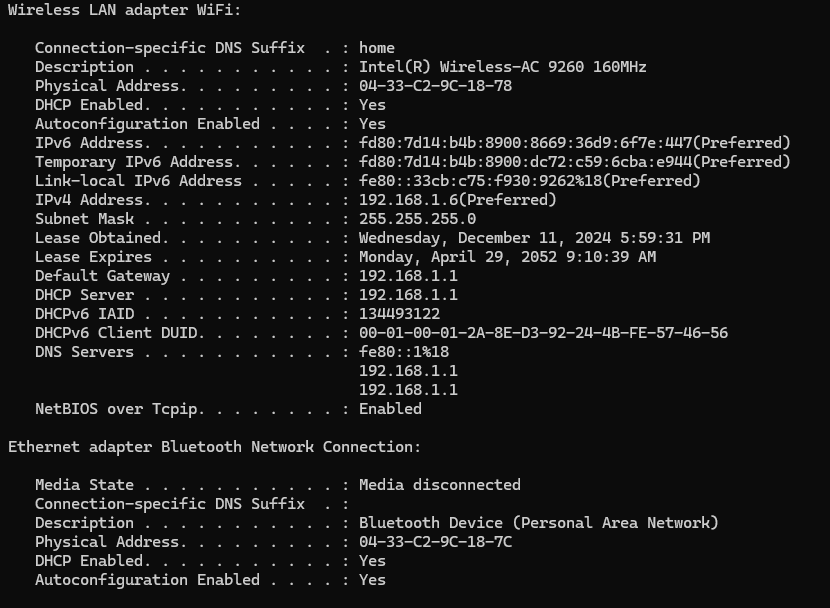 Wireless LAN adapter WiFi:
Connection-specific DNS Suffix  . : home
Description . . . . . . . . . . . : Intel(R) Wireless-AC 9260 160MHz
Physical Address. . . . . . . . . : 04-33-C2-9C-18-78
DHCP Enabled. . . . . . . . . . . : Yes
Autoconfiguration Enabled . . . . : Yes
IPv6 Address. . . . . . . . . . . : fd80:7d14:b4b:8900:8669:36d9:6f7e:447(Preferred)
Temporary IPv6 Address. . . . . . : fd80:7d14:b4b:8900:dc72:c59:6cba:e944(Preferred)
Link-local IPv6 Address . . . . . : fe80::33cb:c75:f930:9262%18(Preferred)
IPv4 Address. . . . . . . . . . . : 192.168.1.6(Preferred)
Subnet Mask . . . . . . . . . . . : 255.255.255.0
Lease Obtained. . . . . . . . . . : Wednesday, December 11, 2024 5:59:31 PM
Lease Expires . . . . . . . . . . : Monday, April 29, 2052 9:10:39 AM
Default Gateway . . . . . . . . . : 192.168.1.1
DHCP Server . . . . . . . . . . . : 192.168.1.1
DHCPv6 IAID . . . . . . . . . . . : 134493122
DHCPv6 Client DUID. . . . . . . . : 00-01-00-01-2A-8E-D3-92-24-4B-FE-57-46-56
DNS Servers . . . . . . . . . . . : fe80::1%18
192.168.1.1
192.168.1.1
NetBIOS over Tcpip. . . . . . . . : Enabled
Ethernet adapter Bluetooth Network Connection:
Media State . . . . . . . . . . . : Media disconnected
Connection-specific DNS Suffix  . :
Description . . . . . . . . . . . : Bluetooth Device (Personal Area Network)
Physical Address. . . . . . . . . : 04-33-C2-9C-18-7C
DHCP Enabled. . . . . . . . . . . : Yes
Autoconfiguration Enabled . . . . : Yes